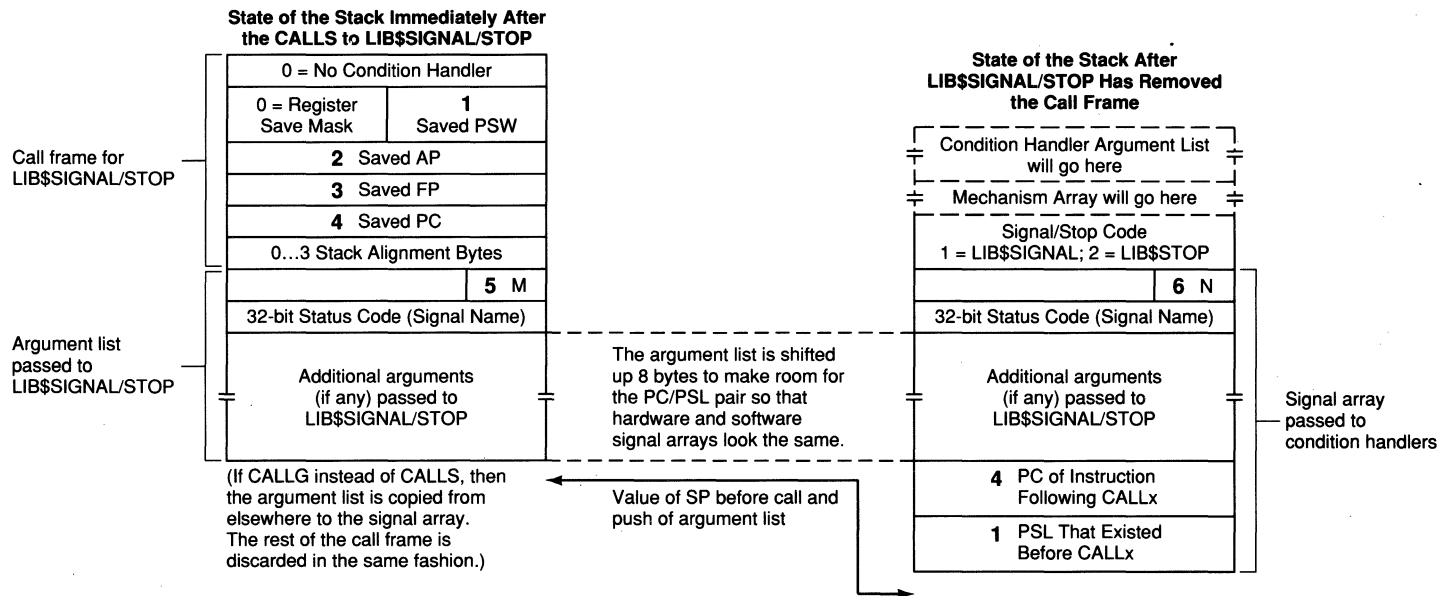 State of the Stack Immediately After
the CALLS to LIB$SIGNAL/STOP
0 = No Condition Handler
0 = Register
Save Mask
1
Saved PSW
2 Saved AP
3 Saved FP
4 Saved PC
0...3 Stack Alignment Bytes
5 M
32-bit Status Code (Signal Name)
Additional arguments
(if any) passed to
LIB$SIGNAL/STOP
Call frame for
LIB$SIGNAL/STOP
Argument list
passed to
LIB$SIGNAL/STOP
(If CALLG instead of CALLS, then
the argument list is copied from
elsewhere to the signal array.
The rest of the call frame is
discarded in the same fashion.)
The argument list is shifted
up 8 bytes to make room for
the PC/PSL pair so that
hardware and software
signal arrays look the same.
Value of SP before call and
push of argument list
State of the Stack After
LIB$SIGNAL/STOP Has Removed
the Call Frame
Condition Handler Argument List
will go here
Mechanism Array will go here
Signal/Stop Code
1 = LIB$SIGNAL; 2 = LIB$STOP
6 N
32-bit Status Code (Signal Name)
Additional arguments
(if any) passed to
LIB$SIGNAL/STOP
4 PC of Instruction
Following CALLx
1 PSL That Existed
Before CALLx
Signal array
passed to
condition handlers